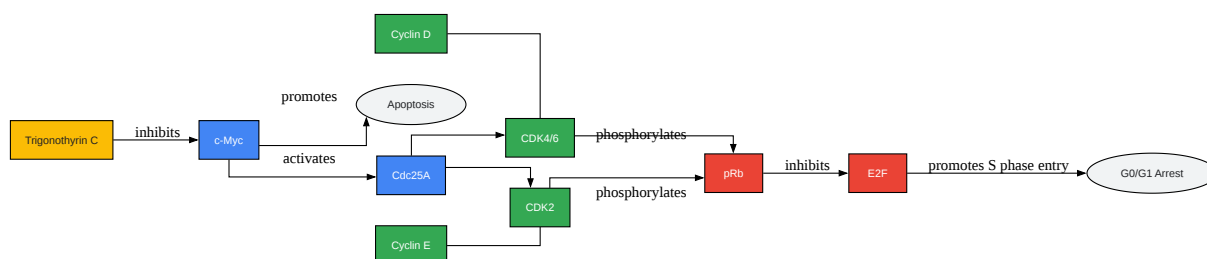 Cyclin D
promotes
Apoptosis
Trigonothyrin C
inhibits
c-Myc
activates
CDK4/6
phosphorylates
Cdc25A
pRb
inhibits
E2F
promotes S phase entry
G0/G1 Arrest
phosphorylates
CDK2
Cyclin E